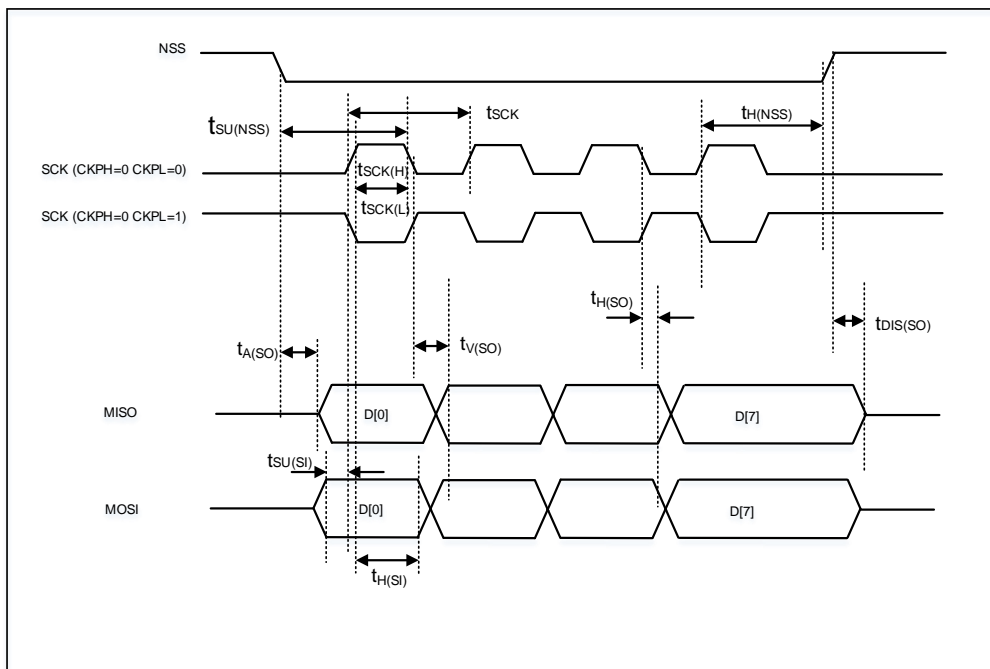 NSS
tSCK
tH(NSS)
tSU(NSS)
SCK (CKPH=0 CKPL=0)
tSCK(H)
tSCK(L)
SCK (CKPH=0 CKPL=1)
tH(SO)
tDIS(SO)
tV(SO)
tA(SO)
MISO
D[0]
D[7]
tSU(SI)
MOSI
D[0]
D[7]
tH(SI)